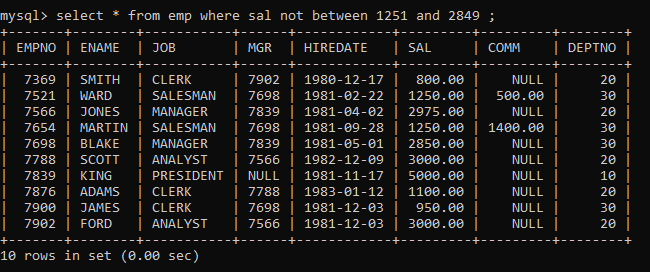 mysql> select * from emp where sal not between 1251 and 2849 ;
+-------+--------+-----------+------+------------+---------+---------+--------+
| EMPNO | ENAME  | JOB       | MGR  | HIREDATE   | SAL     | COMM    | DEPTNO |
+-------+--------+-----------+------+------------+---------+---------+--------+
|  7369 | SMITH  | CLERK     | 7902 | 1980-12-17 |  800.00 |    NULL |     20 |
|  7521 | WARD   | SALESMAN  | 7698 | 1981-02-22 | 1250.00 |  500.00 |     30 |
|  7566 | JONES  | MANAGER   | 7839 | 1981-04-02 | 2975.00 |    NULL |     20 |
|  7654 | MARTIN | SALESMAN  | 7698 | 1981-09-28 | 1250.00 | 1400.00 |     30 |
|  7698 | BLAKE  | MANAGER   | 7839 | 1981-05-01 | 2850.00 |    NULL |     30 |
|  7788 | SCOTT  | ANALYST   | 7566 | 1982-12-09 | 3000.00 |    NULL |     20 |
|  7839 | KING   | PRESIDENT | NULL | 1981-11-17 | 5000.00 |    NULL |     10 |
|  7876 | ADAMS  | CLERK     | 7788 | 1983-01-12 | 1100.00 |    NULL |     20 |
|  7900 | JAMES  | CLERK     | 7698 | 1981-12-03 |  950.00 |    NULL |     30 |
|  7902 | FORD   | ANALYST   | 7566 | 1981-12-03 | 3000.00 |    NULL |     20 |
+-------+--------+-----------+------+------------+---------+---------+--------+
10 rows in set (0.00 sec)